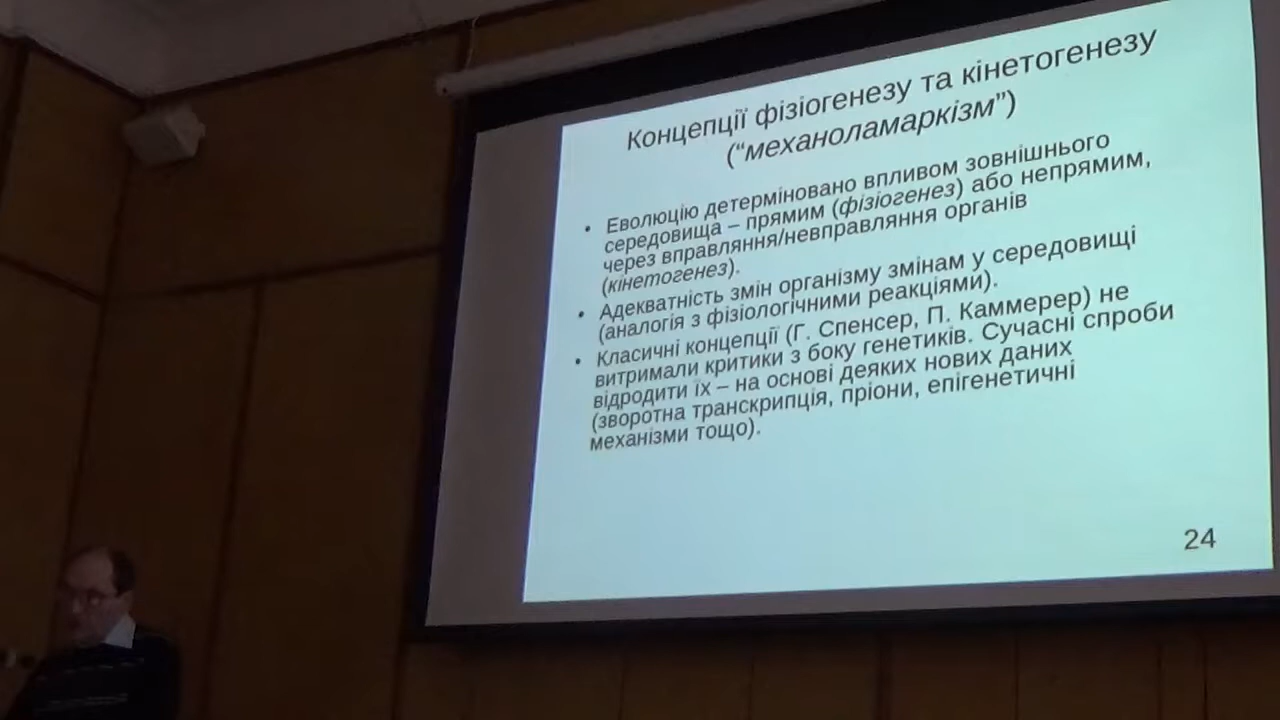 Концепції фізіогенезу та кінетогенезу
(“механоламаркізм”)
• Еволюцію детерміновано впливом зовнішнього
середовища – прямим (фізіогенез) або непрямим,
через вправляння/невправляння органів
(кінетогенез).
• Адекватність змін організму змінам у середовищі
(аналогія з фізіологічними реакціями).
• Класичні концепції (Г. Спенсер, П. Каммерер) не
витримали критики з боку генетиків. Сучасні спроби
відродити їх – на основі деяких нових даних
(зворотна транскрипція, пріони, епігенетичні
механізми тощо).
24